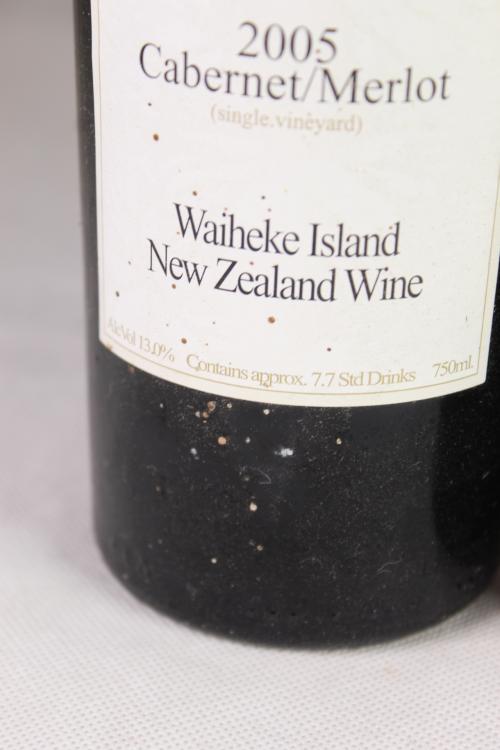 2005
Cabernet/Merlot
(single.vineyard)
Waiheke Island
New Zealand Wine
Alc.Vol 13.0% Contains approx. 7.7 Std Drinks 750ml.